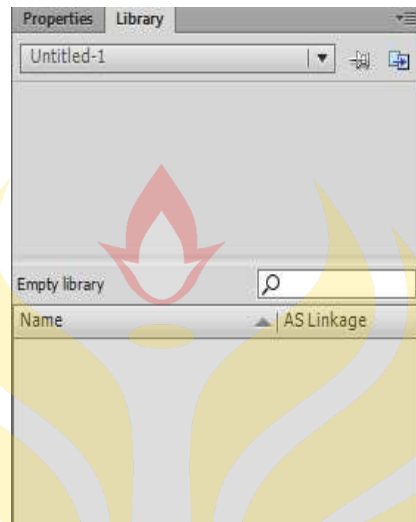 Properties Library
Untitled-1
Empty library
Name AS Linkage